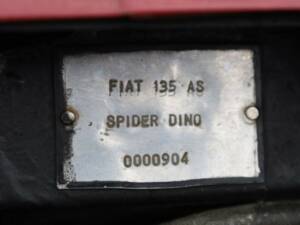 FIAT 135 AS
SPIDER DINO
0000904